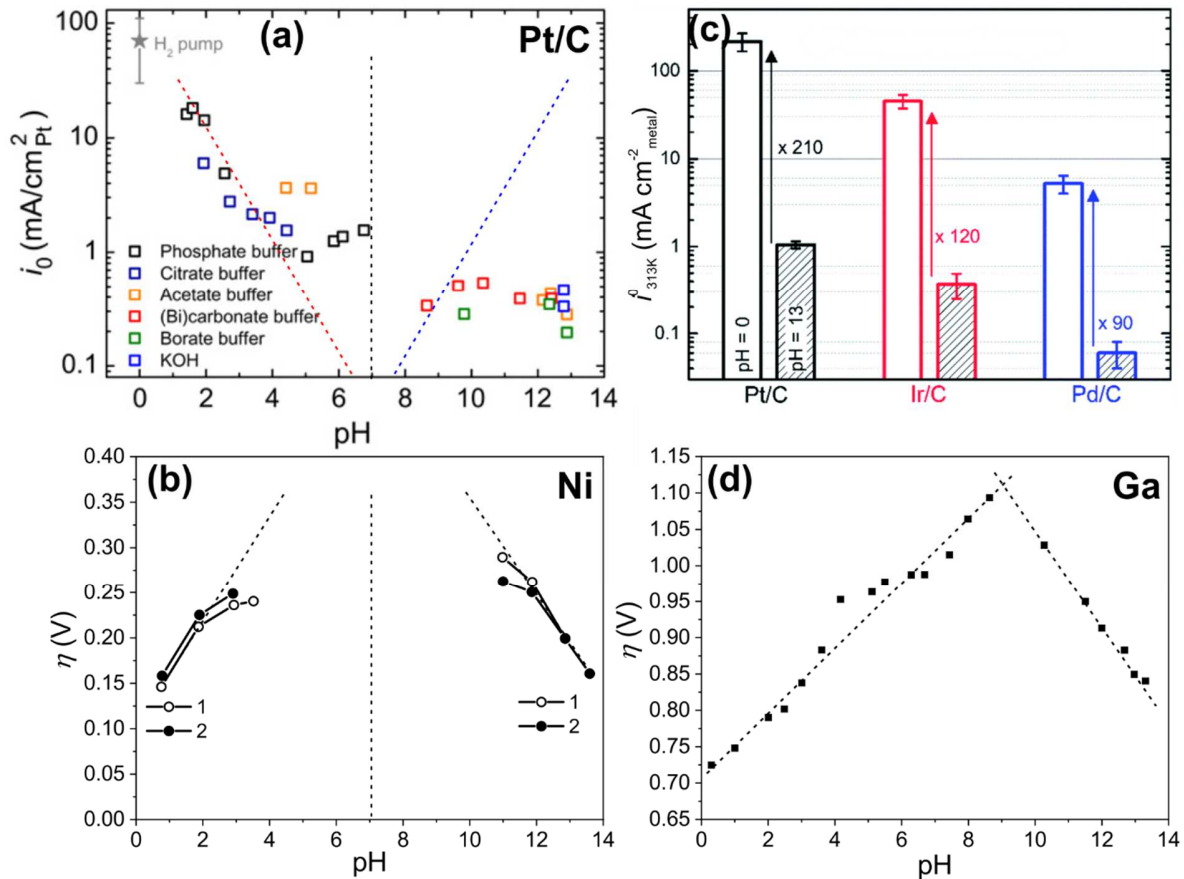 (a)
Pt/C
H2 pump
100
10
1
0.1
i0 (mA/cm2Pt)
Phosphate buffer
Citrate buffer
Acetate buffer
(Bi)carbonate buffer
Borate buffer
KOH
0 2 4 6 8 10 12 14
pH
(c)
100
10
1
0.1
x 210
x 120
x 90
pH = 0
pH = 13
Pt/C Ir/C Pd/C
(b)
Ni
0.40
0.35
0.30
0.25
0.20
0.15
0.10
0.05
0.00
η (V)
1
2
1
2
0 2 4 6 8 10 12 14
pH
(d)
Ga
1.15
1.10
1.05
1.00
0.95
0.90
0.85
0.80
0.75
0.70
0.65
η (V)
0 2 4 6 8 10 12 14
pH